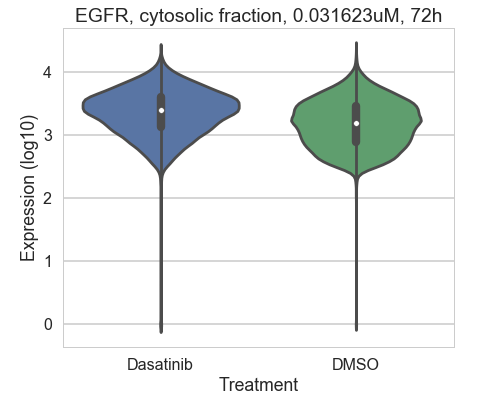 EGFR, cytosolic fraction, 0.031623uM, 72h
Expression (log10)
4
3
2
1
0
Dasatinib DMSO
Treatment